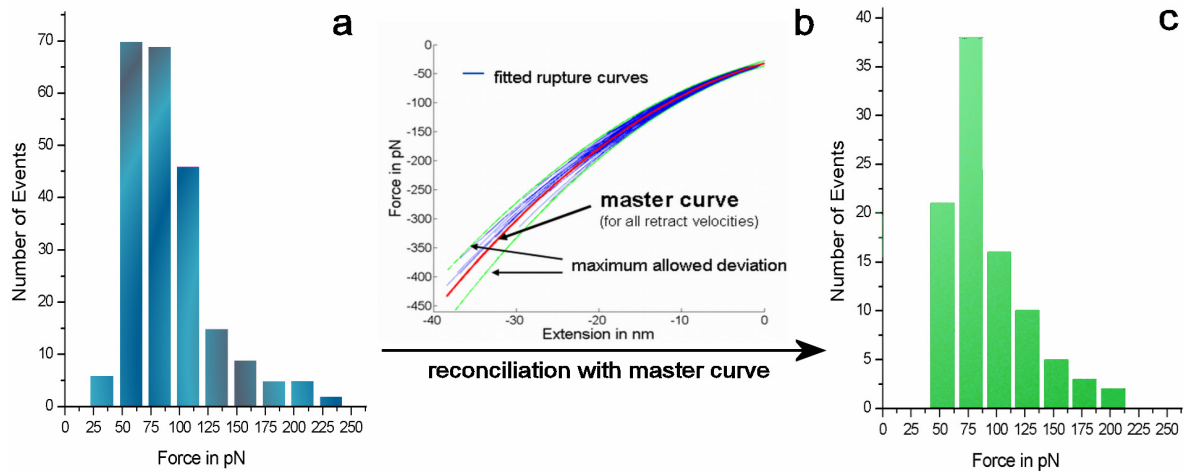 a
70
60
50
40
30
20
10
0
Number of Events
0 25 50 75 100 125 150 175 200 225 250
Force in pN
b
0
-50
-100
-150
-200
-250
-300
-350
-400
-450
Force in pN
fitted rupture curves
master curve
(for all retract velocities)
maximum allowed deviation
-40 -30 -20 -10 0
Extension in nm
reconciliation with master curve
c
40
35
30
25
20
15
10
5
0
Number of Events
0 25 50 75 100 125 150 175 200 225 250
Force in pN